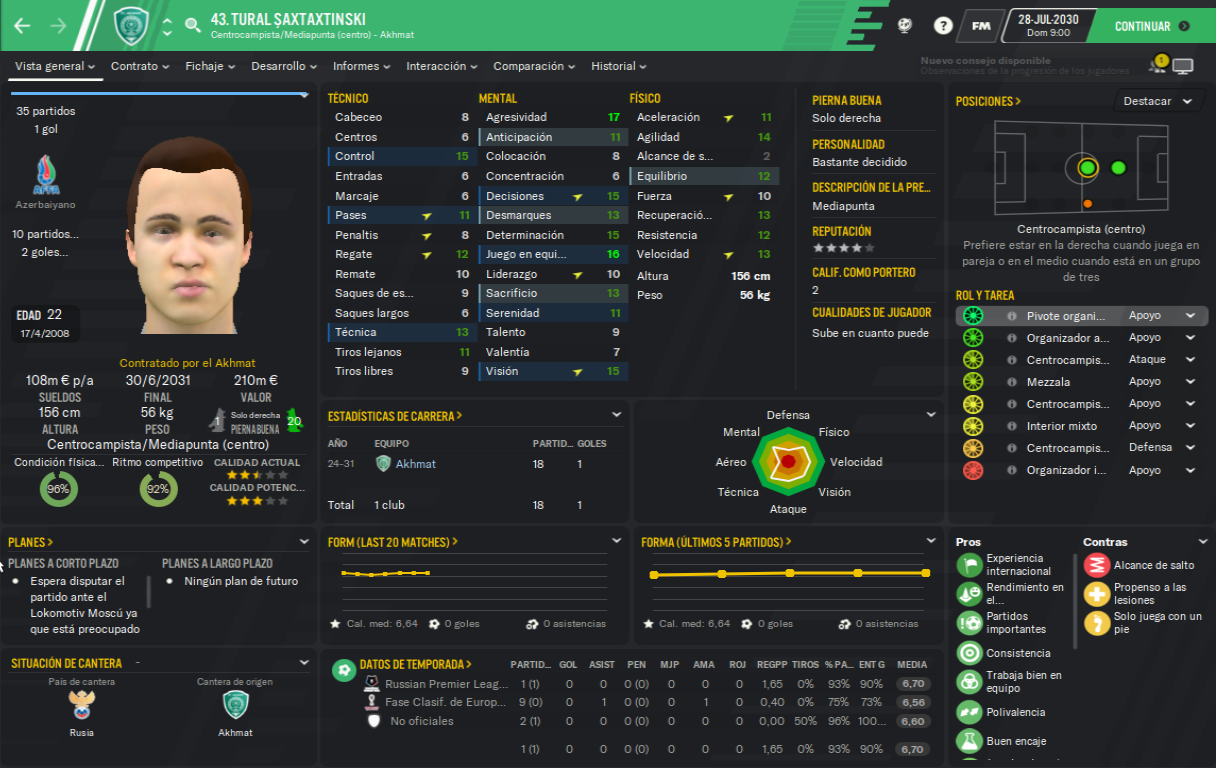 43. TURAL ŞAXTAXTINSKI
Centrocampista/Mediapunta (centro) - Akhmat
?
FM
28-JUL-2030
Dom 9:00
CONTINUAR
Vista general
Contrato
Fichaje
Desarrollo
Informes
Interacción
Comparación
Historial
Nuevo consejo disponible
Observaciones de la progresión de los jugadores
1
35 partidos
1 gol
AFFA
Azerbaiyano
10 partidos...
2 goles...
EDAD 22
17/4/2008
Contratado por el Akhmat
108m € p/a
30/6/2031
210m €
SUELDOS
FINAL
VALOR
156 cm
56 kg
1
Solo derecha
20
ALTURA
PESO
PIERNA BUENA
Centrocampista/Mediapunta (centro)
Condición física...
Ritmo competitivo
CALIDAD ACTUAL
96%
92%
CALIDAD POTENC...
TÉCNICO
Cabeceo 8
Centros 6
Control 15
Entradas 6
Marcaje 6
Pases 11
Penaltis 8
Regate 12
Remate 10
Saques de es... 9
Saques largos 6
Técnica 13
Tiros lejanos 11
Tiros libres 9
MENTAL
Agresividad 17
Anticipación 11
Colocación 8
Concentración 6
Decisiones 15
Desmarques 13
Determinación 15
Juego en equi... 16
Liderazgo 10
Sacrificio 13
Serenidad 11
Talento 9
Valentía 7
Visión 15
FÍSICO
Aceleración 11
Agilidad 14
Alcance de s... 2
Equilibrio 12
Fuerza 10
Recuperació... 13
Resistencia 12
Velocidad 13
Altura 156 cm
Peso 56 kg
PIERNA BUENA
Solo derecha
PERSONALIDAD
Bastante decidido
DESCRIPCIÓN DE LA PRE...
Mediapunta
REPUTACIÓN
CALIF. COMO PORTERO
2
CUALIDADES DE JUGADOR
Sube en cuanto puede
POSICIONES >
Destacar
Centrocampista (centro)
Prefiere estar en la derecha cuando juega en
pareja o en el medio cuando está en un grupo
de tres
ROL Y TAREA
Pivote organi... Apoyo
Organizador a... Apoyo
Centrocampis... Ataque
Mezzala Apoyo
Centrocampis... Apoyo
Interior mixto Apoyo
Centrocampis... Defensa
Organizador i... Apoyo
ESTADÍSTICAS DE CARRERA >
AÑO EQUIPO PARTID... GOLES
24-31 Akhmat 18 1
Total 1 club 18 1
Defensa
Mental
Físico
Aéreo
Velocidad
Técnica
Visión
Ataque
PLANES >
PLANES A CORTO PLAZO
Espera disputar el
partido ante el
Lokomotiv Moscú ya
que está preocupado
PLANES A LARGO PLAZO
Ningún plan de futuro
FORM (LAST 20 MATCHES) >
Cal. med: 6,64 0 goles 0 asistencias
FORMA (ÚLTIMOS 5 PARTIDOS) >
Cal. med: 6,64 0 goles 0 asistencias
Pros
Experiencia
internacional
Rendimiento en
el...
Partidos
importantes
Consistencia
Trabaja bien en
equipo
Polivalencia
Buen encaje
Contras
Alcance de salto
Propenso a las
lesiones
Solo juega con un
pie
SITUACIÓN DE CANTERA -
País de cantera
Cantera de origen
Rusia
Akhmat
DATOS DE TEMPORADA > PARTID... GOL ASIST PEN MJP AMA ROJ REGPP TIROS % PA... ENT G MEDIA
Russian Premier Leag... 1 (1) 0 0 0 (0) 0 0 0 1,65 0% 93% 90% 6,70
Fase Clasif. de Europ... 9 (0) 0 1 0 (0) 0 1 0 0,40 0% 75% 73% 6,56
No oficiales 2 (1) 0 0 0 (0) 0 0 0 0,00 50% 96% 100... 6,60
1 (1) 0 0 0 (0) 0 0 0 1,65 0% 93% 90% 6,70